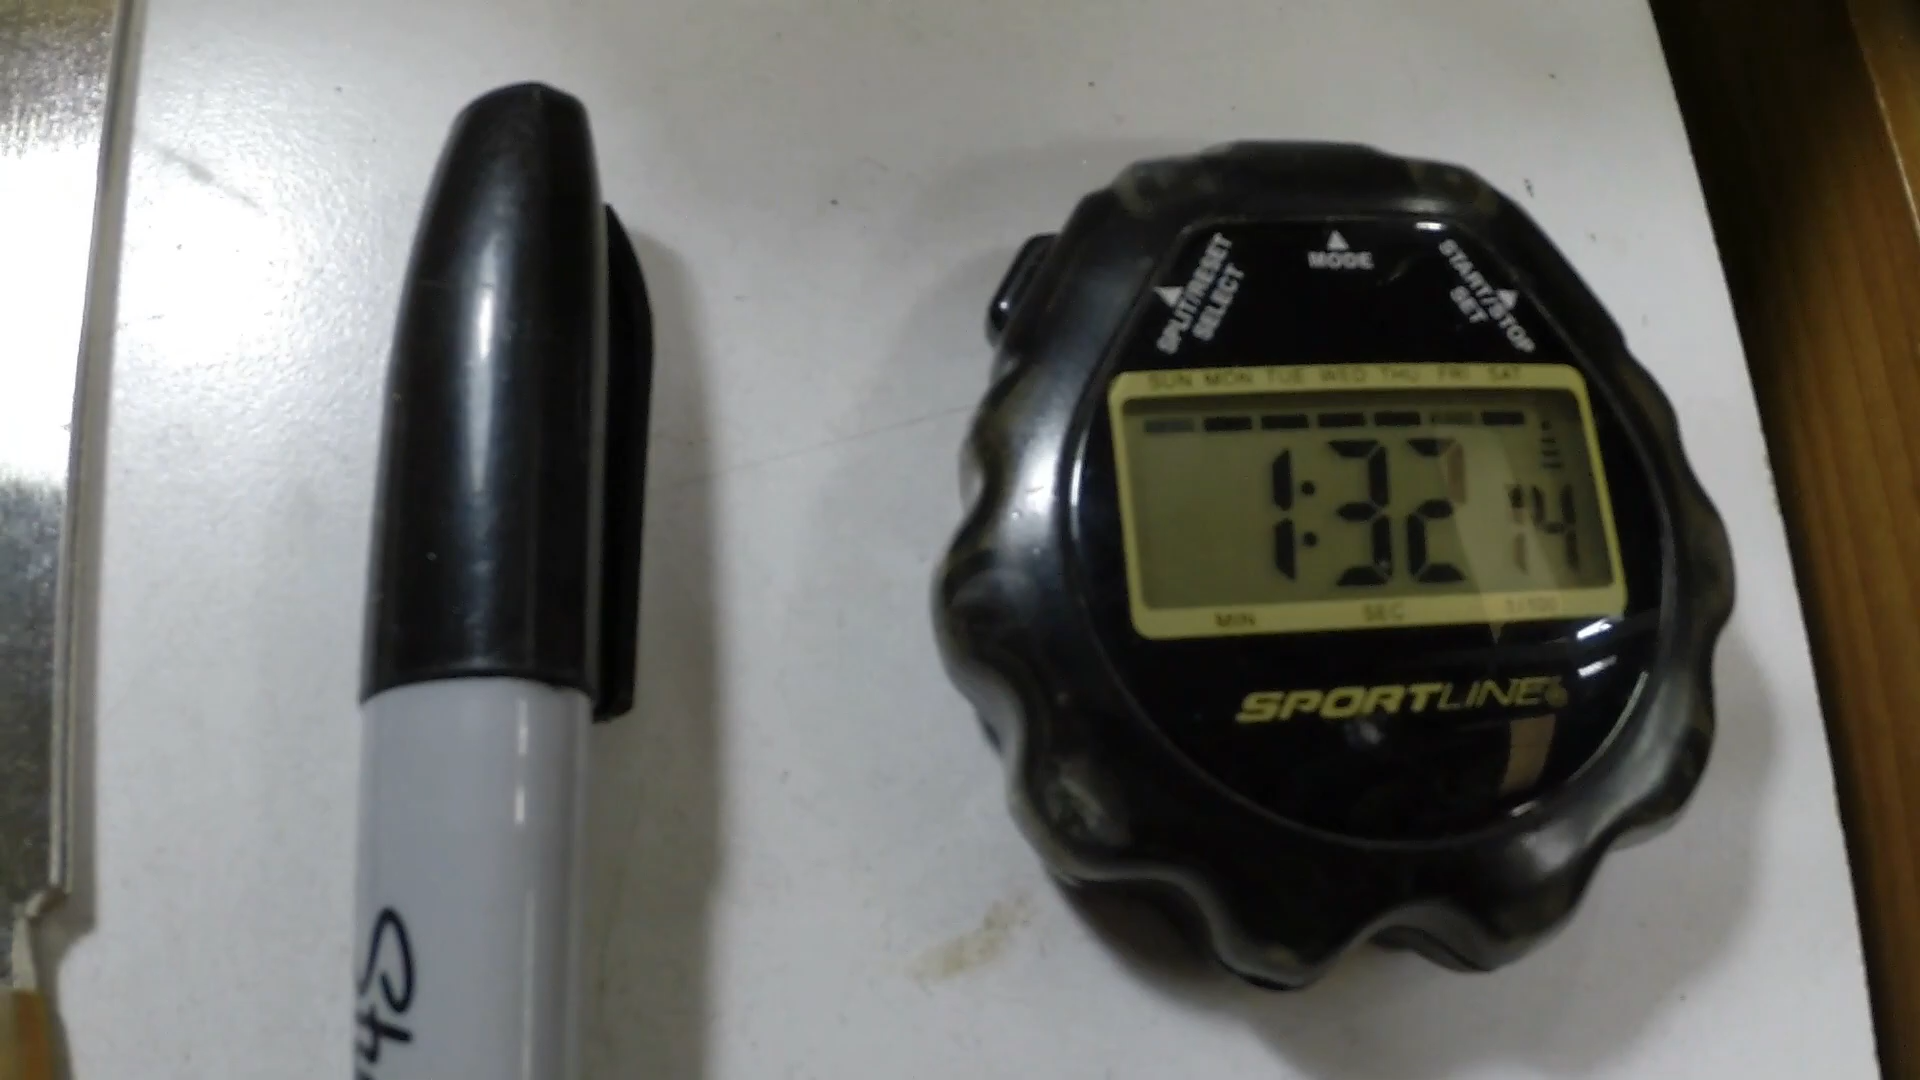 SPLIT/RESET
SELECT
MODE
START/STOP
SET
SUN MON TUE WED THU FRI SAT
1:32
MIN SEC 1/100
SPORTLINE